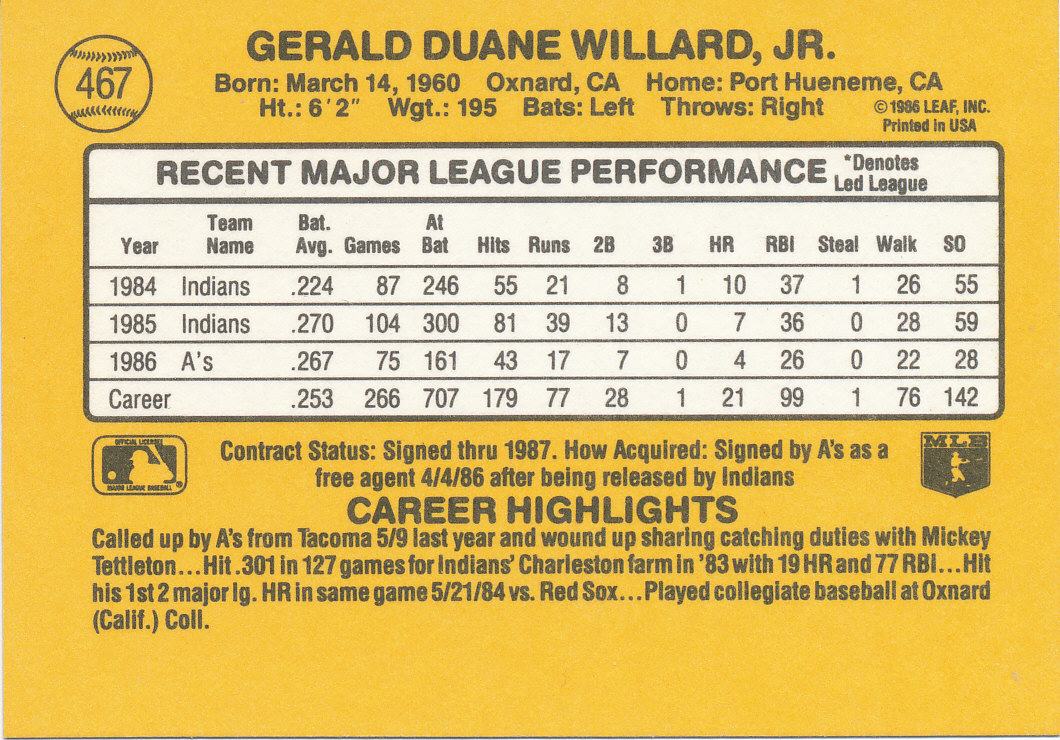 467
GERALD DUANE WILLARD, JR.
Born: March 14, 1960 Oxnard, CA Home: Port Hueneme, CA
Ht.: 6'2" Wgt.: 195 Bats: Left Throws: Right
©1986 LEAF, INC.
Printed in USA
RECENT MAJOR LEAGUE PERFORMANCE *Denotes Led League
Year Team Name Bat. Avg. Games At Bat Hits Runs 2B 3B HR RBI Steal Walk SO
1984 Indians .224 87 246 55 21 8 1 10 37 1 26 55
1985 Indians .270 104 300 81 39 13 0 7 36 0 28 59
1986 A's .267 75 161 43 17 7 0 4 26 0 22 28
Career .253 266 707 179 77 28 1 21 99 1 76 142
OFFICIAL LICENSEE
MAJOR LEAGUE BASEBALL ®
Contract Status: Signed thru 1987. How Acquired: Signed by A's as a
free agent 4/4/86 after being released by Indians
MLB
CAREER HIGHLIGHTS
Called up by A's from Tacoma 5/9 last year and wound up sharing catching duties with Mickey
Tettleton...Hit .301 in 127 games for Indians' Charleston farm in '83 with 19 HR and 77 RBI...Hit
his 1st 2 major lg. HR in same game 5/21/84 vs. Red Sox...Played collegiate baseball at Oxnard
(Calif.) Coll.